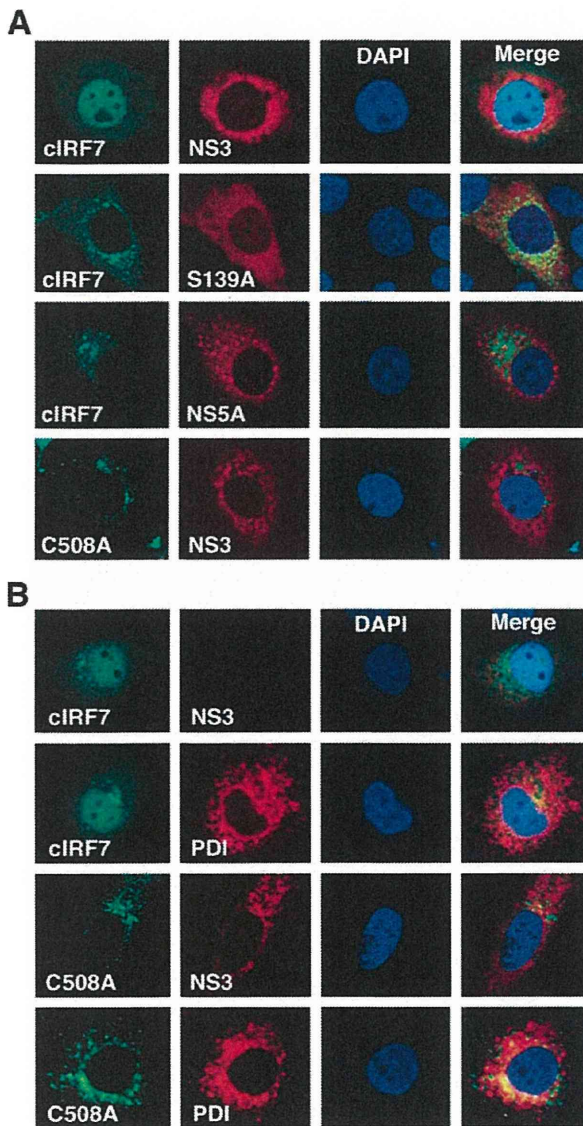 A
DAPI Merge
cIRF7 NS3
cIRF7 S139A
cIRF7 NS5A
C508A NS3
B
DAPI Merge
cIRF7 NS3
cIRF7 PDI
C508A NS3
C508A PDI